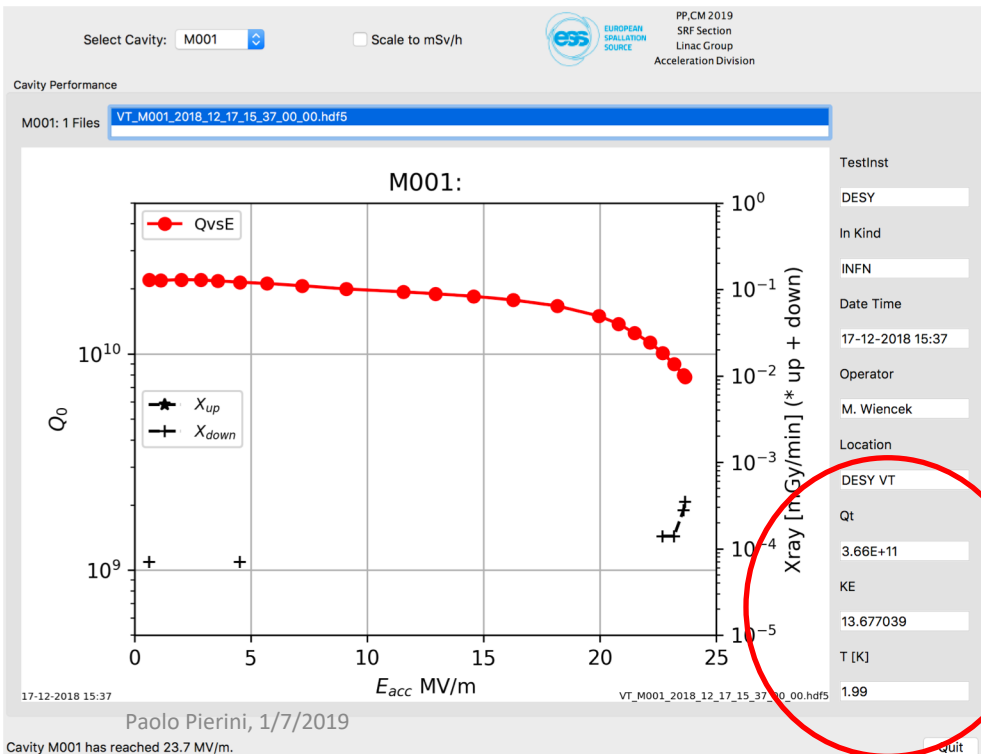 Select Cavity: M001
Scale to mSv/h
ess
EUROPEAN
SPALLATION
SOURCE
PP,CM 2019
SRF Section
Linac Group
Acceleration Division
Cavity Performance
M001: 1 Files
VT_M001_2018_12_17_15_37_00_00.hdf5
M001:
QvsE
X_up
X_down
Q_0
10^10
10^9
0 5 10 15 20 25
E_acc MV/m
10^0
10^-1
10^-2
10^-3
10^-4
10^-5
Xray [mGy/min] (* up + down)
17-12-2018 15:37
VT_M001_2018_12_17_15_37_00_00.hdf5
TestInst
DESY
In Kind
INFN
Date Time
17-12-2018 15:37
Operator
M. Wiencek
Location
DESY VT
Qt
3.66E+11
KE
13.677039
T [K]
1.99
Paolo Pierini, 1/7/2019
Cavity M001 has reached 23.7 MV/m.
Quit